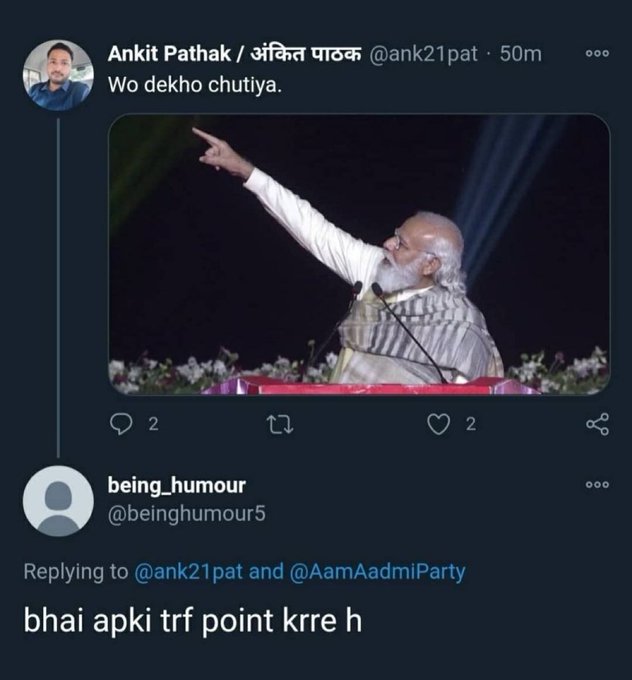 Ankit Pathak / अंकित पाठक @ank21pat · 50m
Wo dekho chutiya.
2
2
being_humour
@beinghumour5
Replying to @ank21pat and @AamAadmiParty
bhai apki trf point krre h